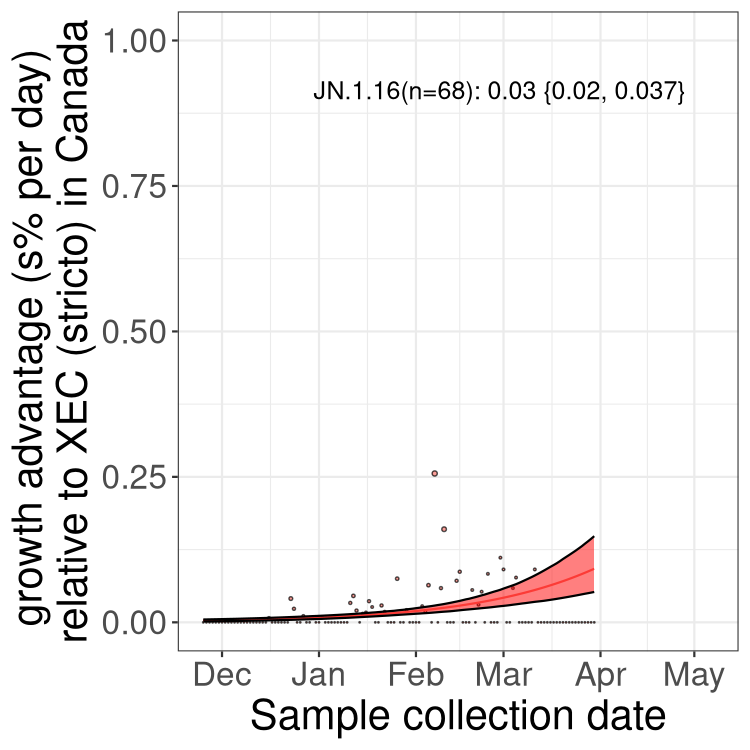 growth advantage (s% per day)
relative to XEC (stricto) in Canada
1.00
0.75
0.50
0.25
0.00
JN.1.16(n=68): 0.03 {0.02, 0.037}
Dec Jan Feb Mar Apr May
Sample collection date